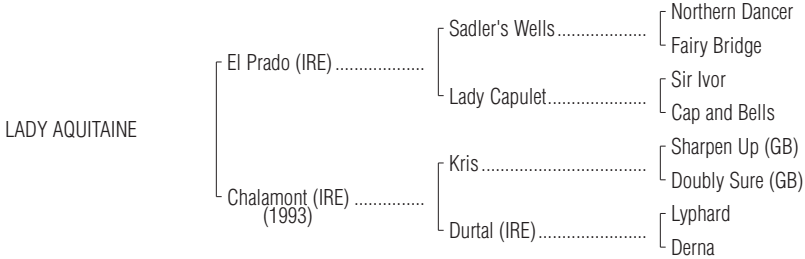 Northern Dancer
Sadler's Wells...................
Fairy Bridge
El Prado (IRE) ...................
Sir Ivor
Lady Capulet.....................
Cap and Bells
LADY AQUITAINE
Sharpen Up (GB)
Kris ...............................
Doubly Sure (GB)
Chalamont (IRE) ...............
(1993)
Lyphard
Durtal (IRE)......................
Derna